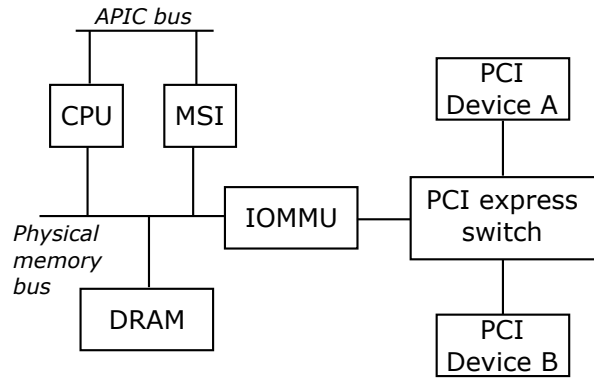 APIC bus
CPU
MSI
PCI
Device A
IOMMU
PCI express
switch
Physical
memory
bus
DRAM
PCI
Device B